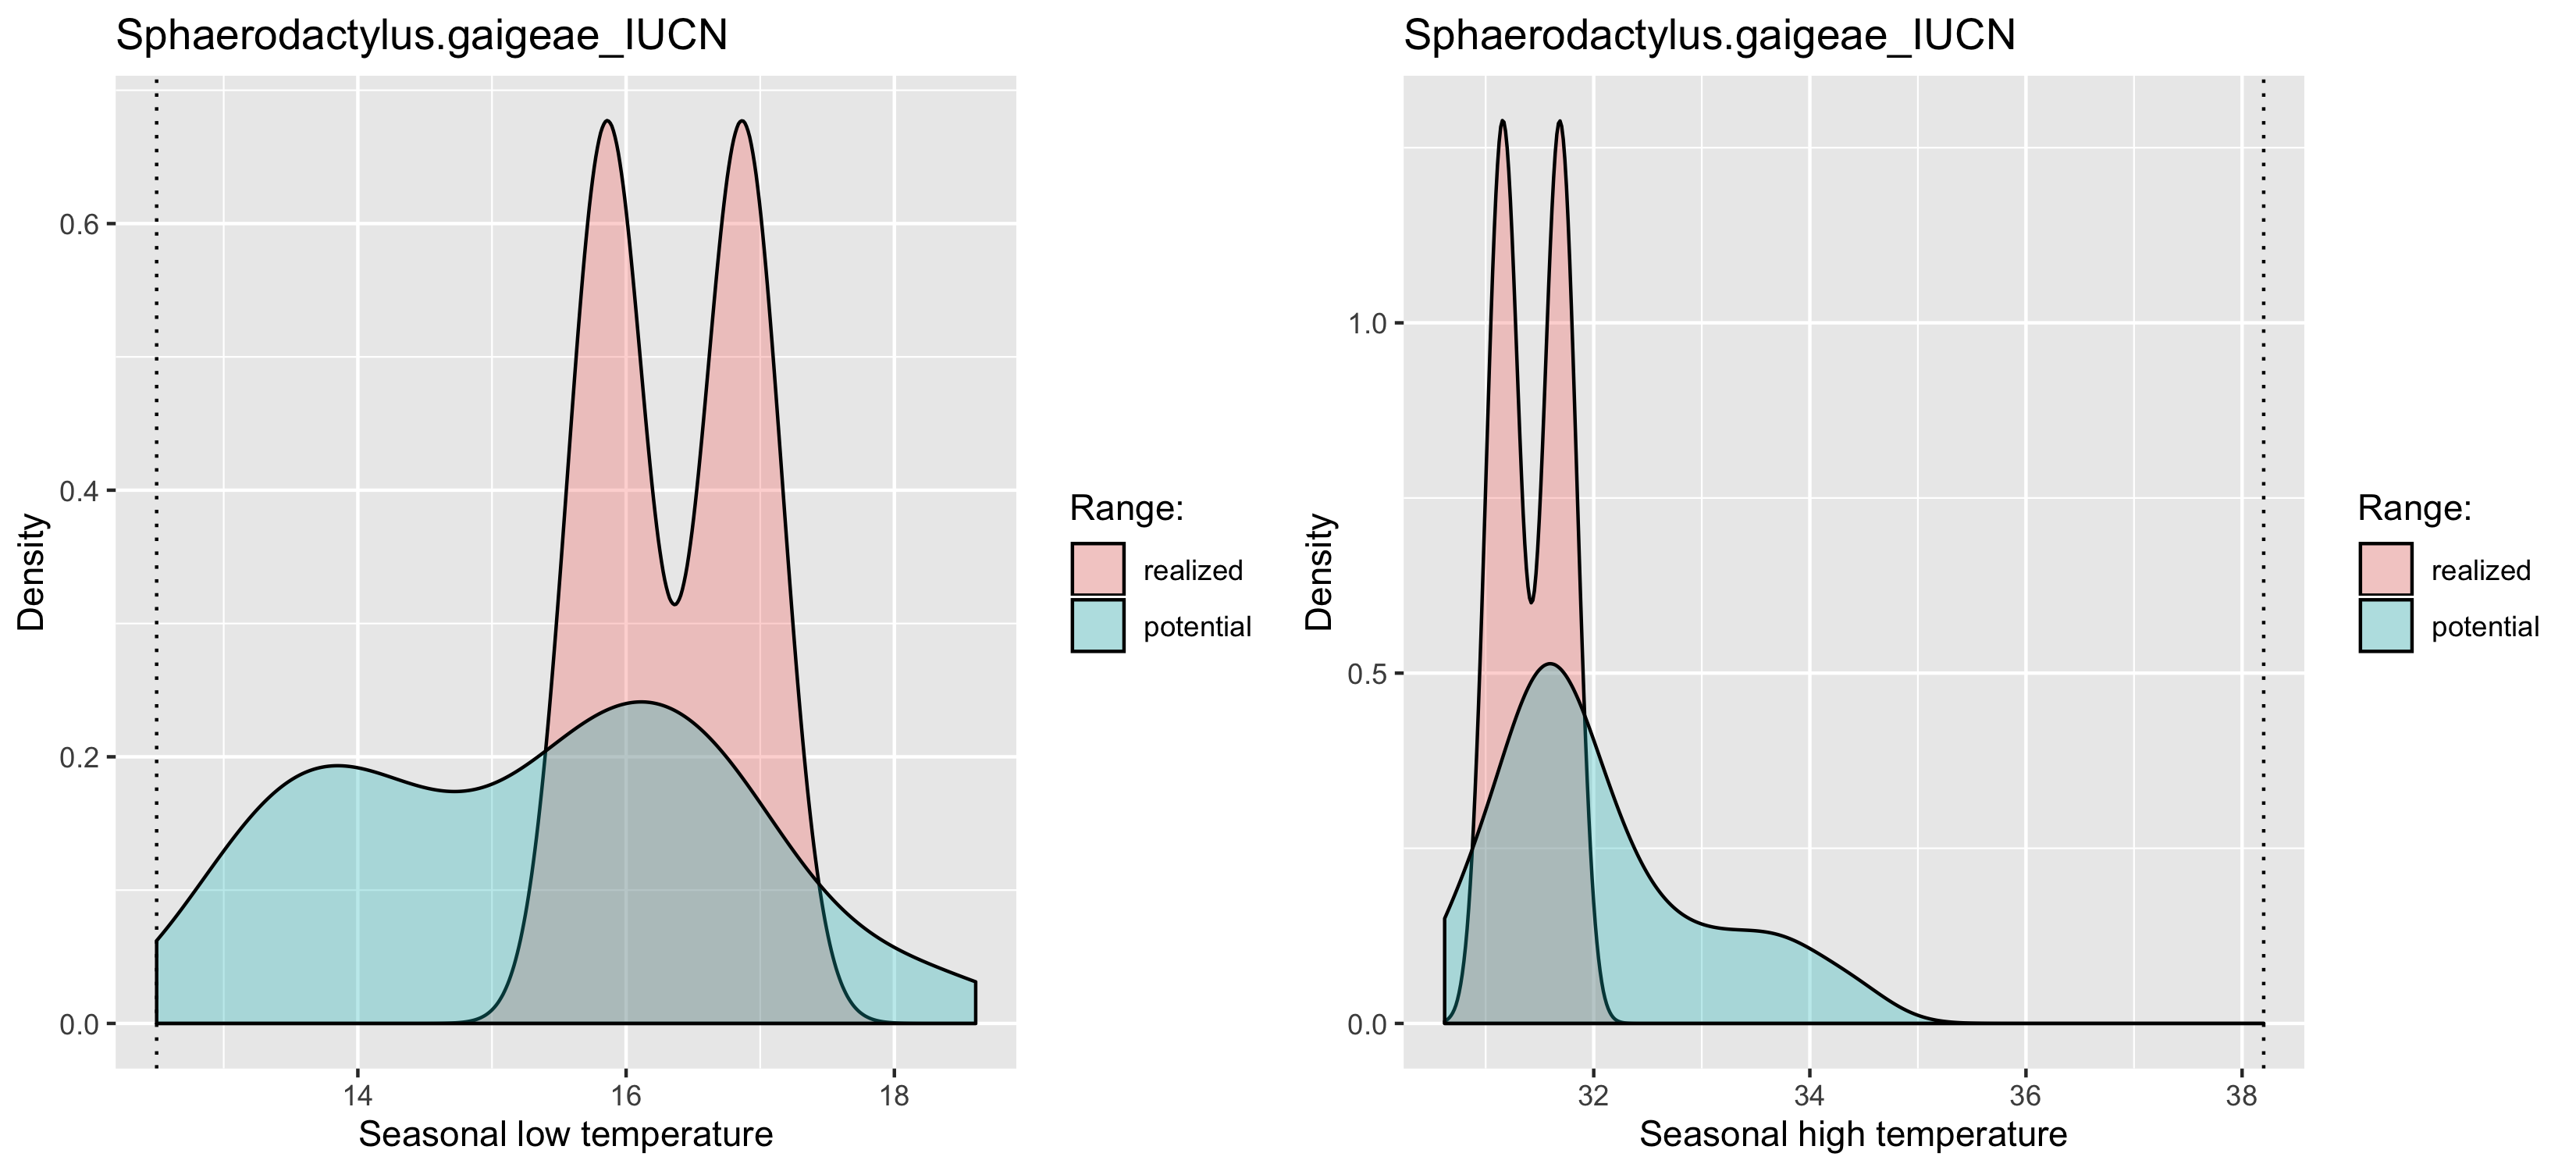 Sphaerodactylus.gaigeae_IUCN
Density
0.6
0.4
0.2
0.0
14 16 18
Seasonal low temperature
Range:
realized
potential
Sphaerodactylus.gaigeae_IUCN
Density
1.0
0.5
0.0
32 34 36 38
Seasonal high temperature
Range:
realized
potential